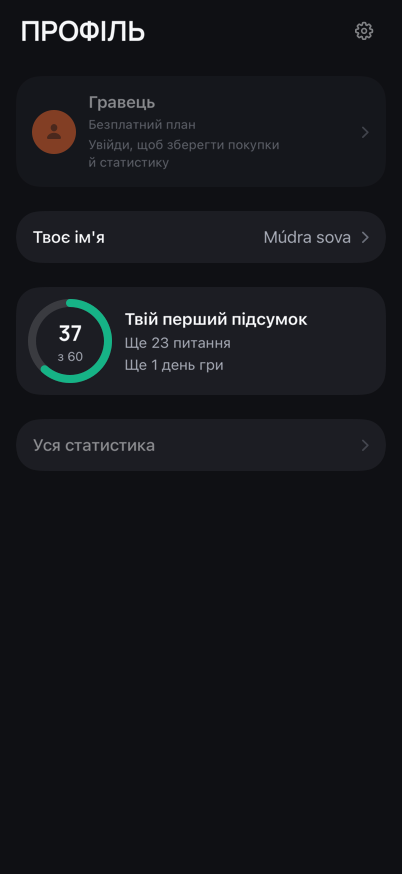 ПРОФІЛЬ
Гравець
Безплатний план
Увійди, щоб зберегти покупки
й статистику
Твоє ім'я
Múdra sova
37
з 60
Твій перший підсумок
Ще 23 питання
Ще 1 день гри
Уся статистика